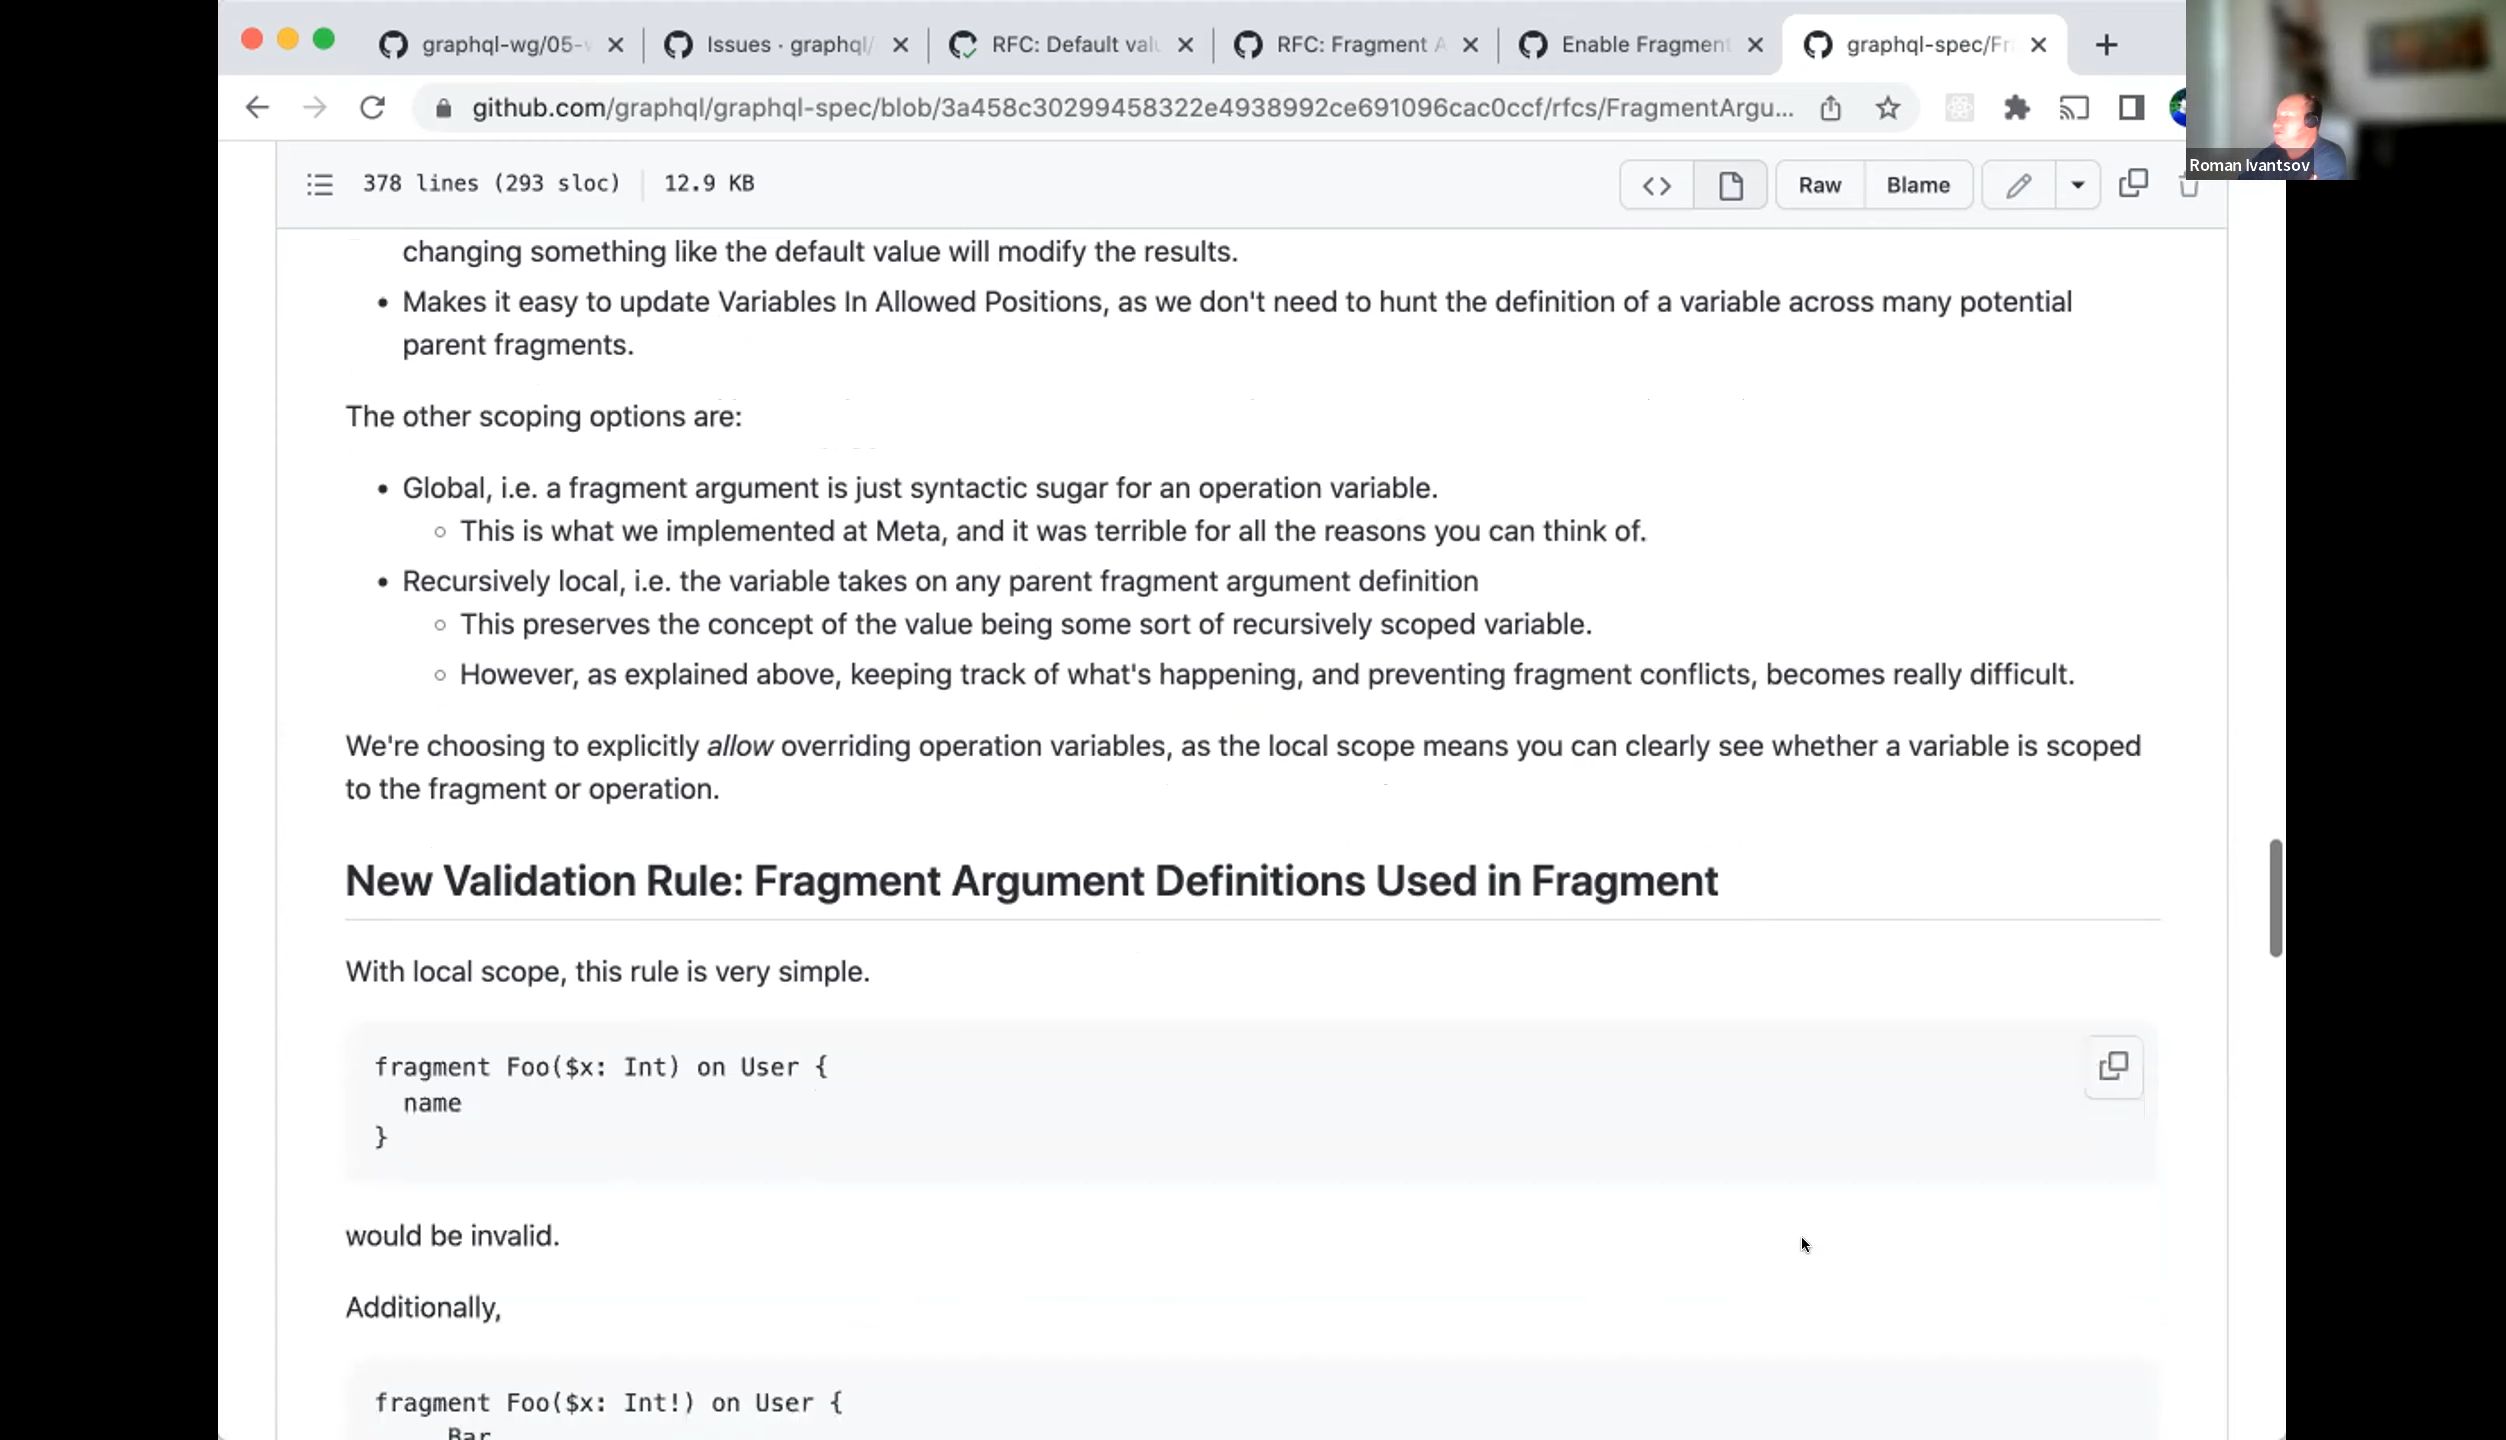 graphql-wg/05-
Issues · graphql/
RFC: Default val
RFC: Fragment A
Enable Fragment
graphql-spec/Fr
github.com/graphql/graphql-spec/blob/3a458c30299458322e4938992ce691096cac0ccf/rfcs/FragmentArgu...
Roman Ivantsov
378 lines (293 sloc) 12.9 KB
Raw Blame
changing something like the default value will modify the results.
• Makes it easy to update Variables In Allowed Positions, as we don't need to hunt the definition of a variable across many potential
parent fragments.
The other scoping options are:
• Global, i.e. a fragment argument is just syntactic sugar for an operation variable.
○ This is what we implemented at Meta, and it was terrible for all the reasons you can think of.
• Recursively local, i.e. the variable takes on any parent fragment argument definition
○ This preserves the concept of the value being some sort of recursively scoped variable.
○ However, as explained above, keeping track of what's happening, and preventing fragment conflicts, becomes really difficult.
We're choosing to explicitly allow overriding operation variables, as the local scope means you can clearly see whether a variable is scoped
to the fragment or operation.
New Validation Rule: Fragment Argument Definitions Used in Fragment
With local scope, this rule is very simple.
fragment Foo($x: Int) on User {
name
}
would be invalid.
Additionally,
fragment Foo($x: Int!) on User {
Bar